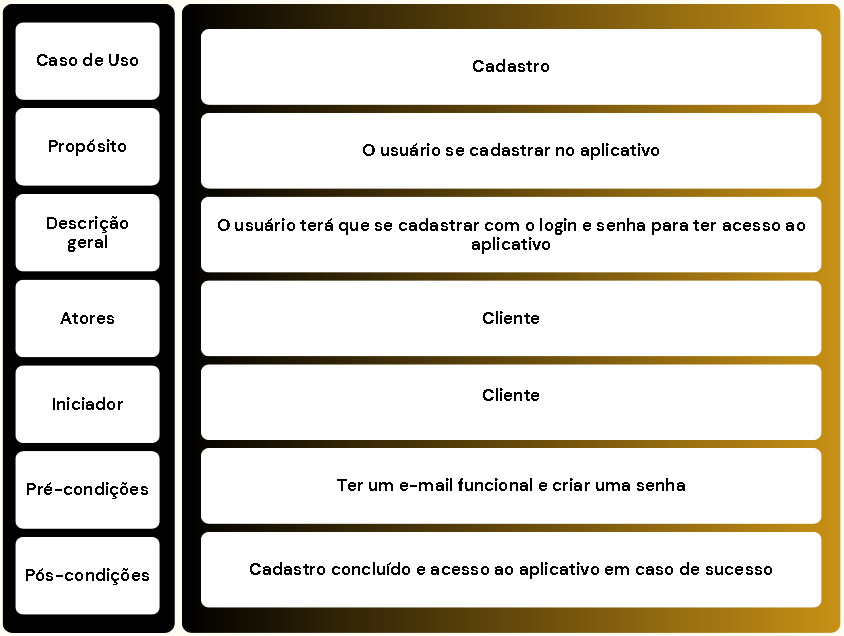 Caso de Uso
Cadastro
Propósito
O usuário se cadastrar no aplicativo
Descrição
geral
O usuário terá que se cadastrar com o login e senha para ter acesso ao
aplicativo
Atores
Cliente
Iniciador
Cliente
Pré-condições
Ter um e-mail funcional e criar uma senha
Pós-condições
Cadastro concluído e acesso ao aplicativo em caso de sucesso